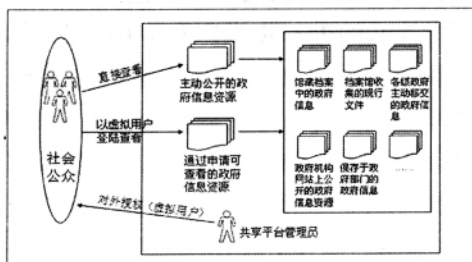 直接查看
主动公开的政
府信息资源
以虚拟用户
登陆查看
通过申请可
查看的政府
信息资源
社会
公众
对外授权（虚拟用户）
共享平台管理员
馆藏档案
中的政府
信息
档案馆收
集的现行
文件
各级政府
主动移交
的政府信
息
政府机构
网站上公
开的政府
信息资源
保存于政
府部门的
政府信息
……